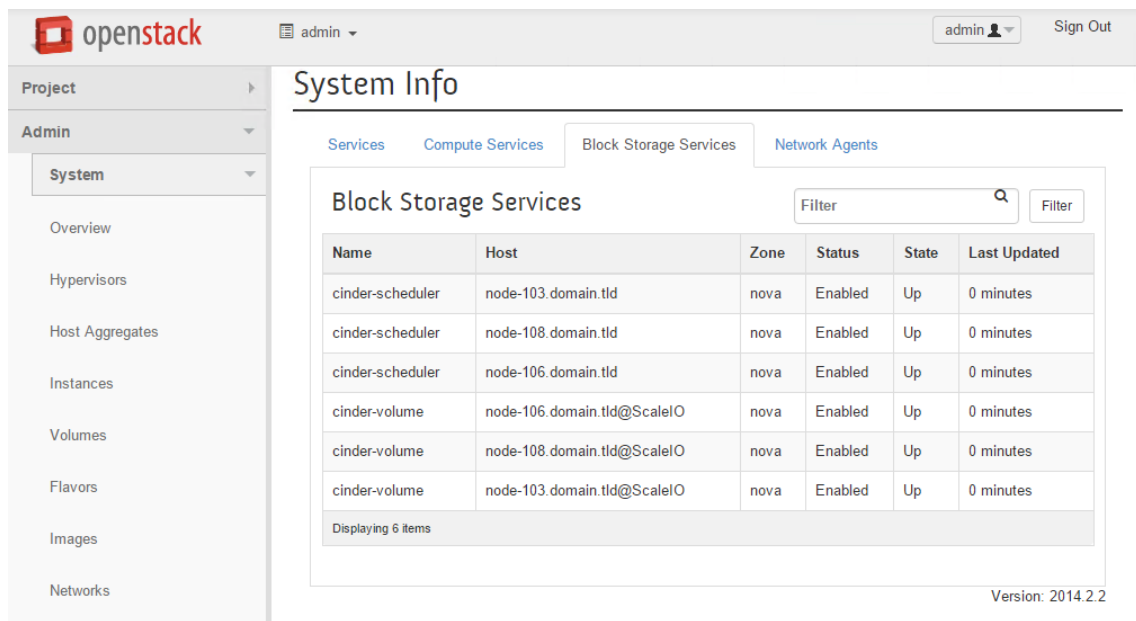 openstack admin admin Sign Out
Project
Admin
System
Overview
Hypervisors
Host Aggregates
Instances
Volumes
Flavors
Images
Networks
System Info
Services Compute Services Block Storage Services Network Agents
Block Storage Services Filter Filter
Name Host Zone Status State Last Updated
cinder-scheduler node-103.domain.tld nova Enabled Up 0 minutes
cinder-scheduler node-108.domain.tld nova Enabled Up 0 minutes
cinder-scheduler node-106.domain.tld nova Enabled Up 0 minutes
cinder-volume node-106.domain.tld@ScaleIO nova Enabled Up 0 minutes
cinder-volume node-108.domain.tld@ScaleIO nova Enabled Up 0 minutes
cinder-volume node-103.domain.tld@ScaleIO nova Enabled Up 0 minutes
Displaying 6 items
Version: 2014.2.2